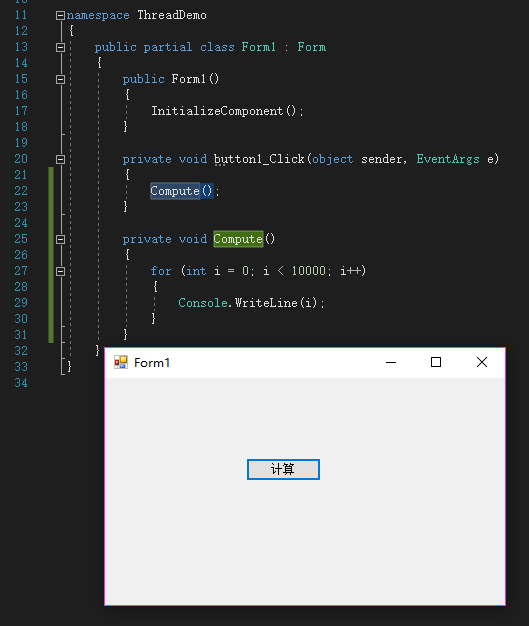 11 namespace ThreadDemo
12 {
13 public partial class Form1 : Form
14 {
15 public Form1()
16 {
17 InitializeComponent();
18 }
19
20 private void button1_Click(object sender, EventArgs e)
21 {
22 Compute();
23 }
24
25 private void Compute()
26 {
27 for (int i = 0; i < 10000; i++)
28 {
29 Console.WriteLine(i);
30 }
31 }
32 }
33 }
34
Form1
计算